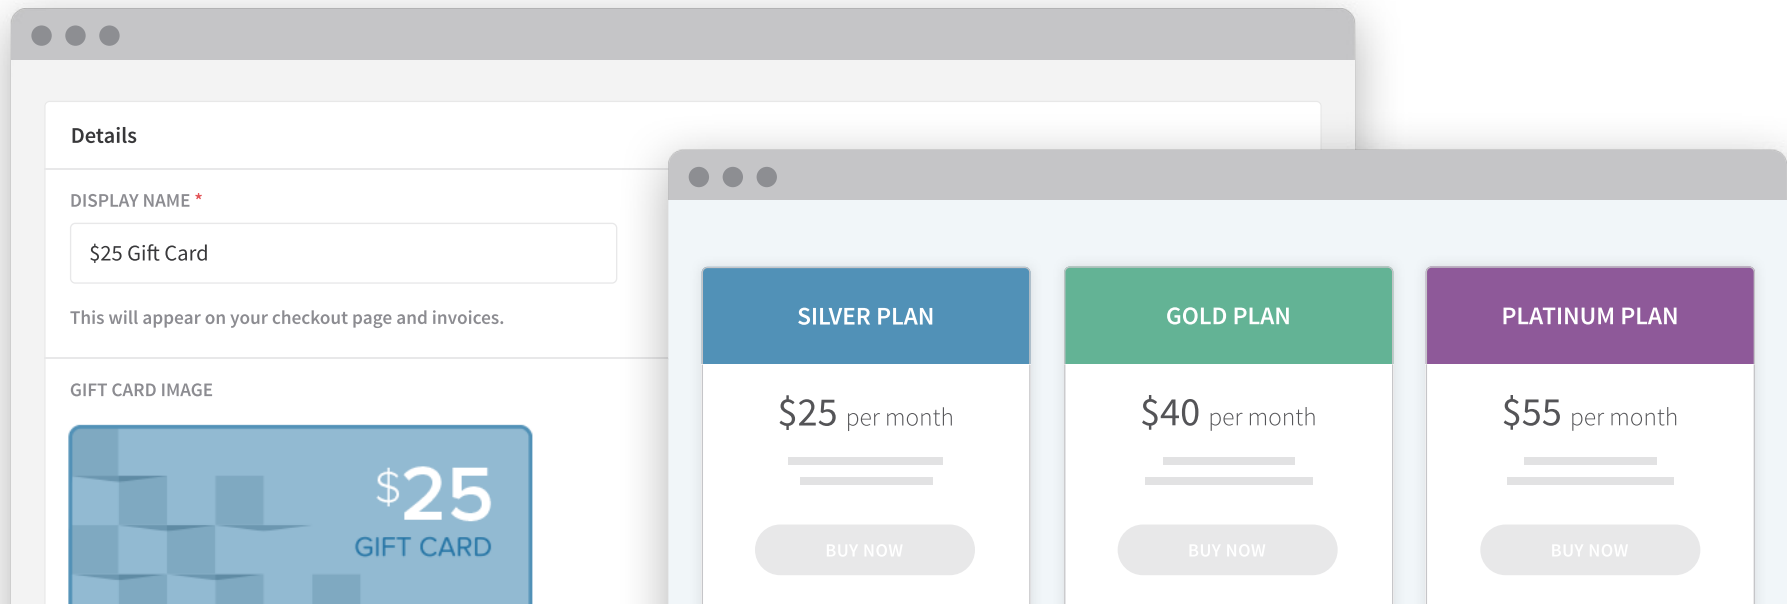 Details
DISPLAY NAME *
$25 Gift Card
This will appear on your checkout page and invoices.
GIFT CARD IMAGE
$25
GIFT CARD
SILVER PLAN
$25 per month
BUY NOW
GOLD PLAN
$40 per month
BUY NOW
PLATINUM PLAN
$55 per month
BUY NOW